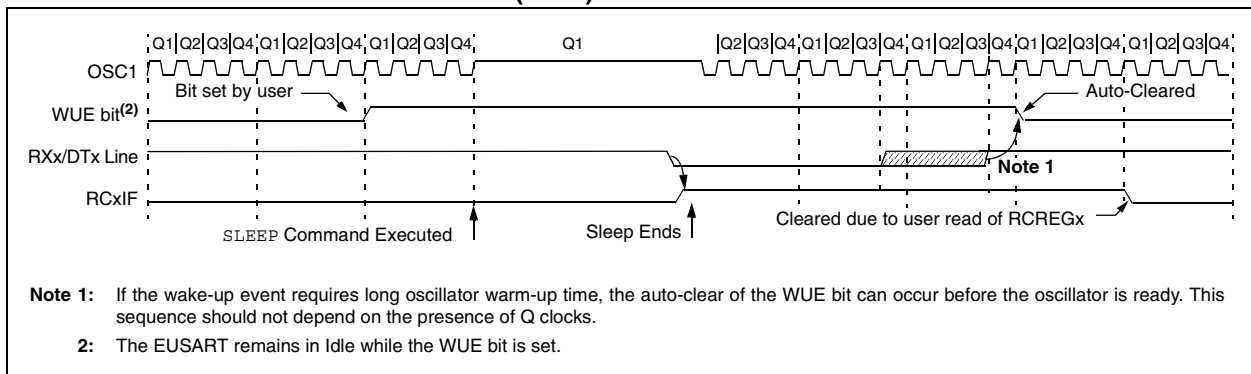 Q1 Q2 Q3 Q4 Q1 Q2 Q3 Q4 Q1 Q2 Q3 Q4 Q1 Q2 Q3 Q4 Q1 Q2 Q3 Q4 Q1 Q2 Q3 Q4 Q1 Q2 Q3 Q4
OSC1
Bit set by user
Auto-Cleared
WUE bit(2)
RXx/DTx Line
Note 1
RCxIF
SLEEP Command Executed
Sleep Ends
Cleared due to user read of RCREGx
Note 1: If the wake-up event requires long oscillator warm-up time, the auto-clear of the WUE bit can occur before the oscillator is ready. This
sequence should not depend on the presence of Q clocks.
2: The EUSART remains in Idle while the WUE bit is set.